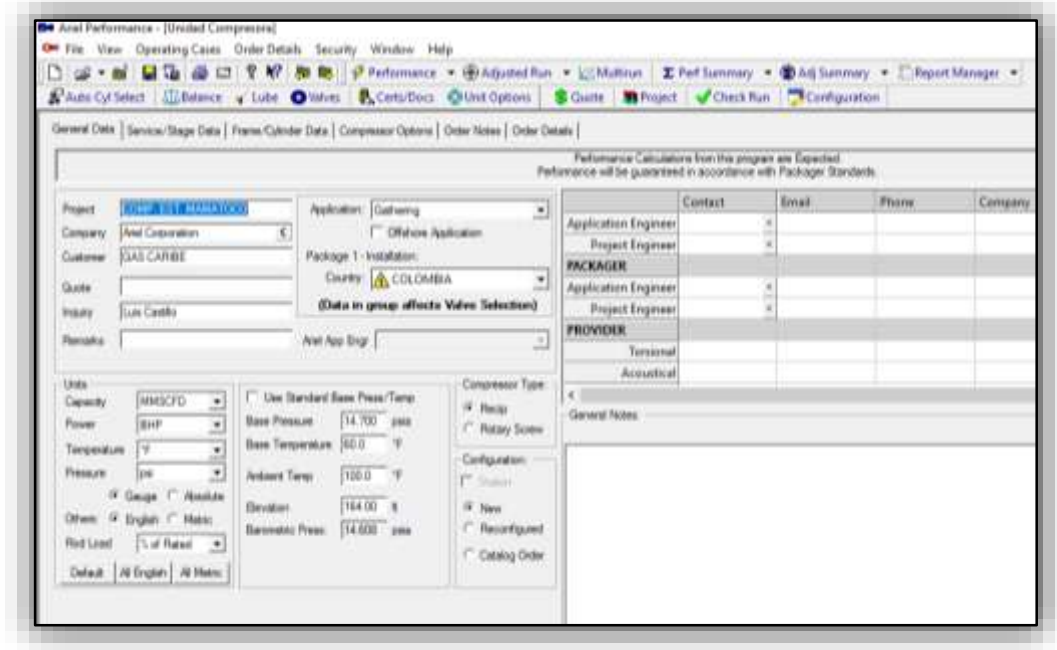 Ariel Performance - [Unidad Compresora]
File View Operating Cases Order Details Security Window Help
Performance Adjusted Run Multirun Σ Perf Summary Adj Summary Report Manager
Auto Cyl Select Balance Lube Valves Certs/Docs Unit Options Quote Project Check Run Configuration
General Data Service/Stage Data Frame/Cylinder Data Compressor Options Order Notes Order Details
Performance Calculations from this program are Expected.
Performance will be guaranteed in accordance with Packager Standards.
Project COMP. EST. MAMATOCO
Company Ariel Corporation
Customer GAS CARIBE
Quote
Inquiry Luis Castillo
Remarks
Application: Gathering
Offshore Application
Package 1 - Installation:
Country COLOMBIA
(Data in group affects Valve Selection)
Ariel App Engr
Contact Email Phone Company
Application Engineer
Project Engineer
PACKAGER
Application Engineer
Project Engineer
PROVIDER
Torsional
Acoustical
General Notes:
Units
Capacity MMSCFD
Power BHP
Temperature °F
Pressure psi
Gauge Absolute
Others: English Metric
Rod Load % of Rated
Default All English All Metric
Use Standard Base Press/Temp
Base Pressure 14.700 psia
Base Temperature 60.0 °F
Ambient Temp 100.0 °F
Elevation 164.00 ft
Barometric Press: 14.608 psia
Compressor Type
Recip
Rotary Screw
Configuration:
Station
New
Reconfigured
Catalog Order